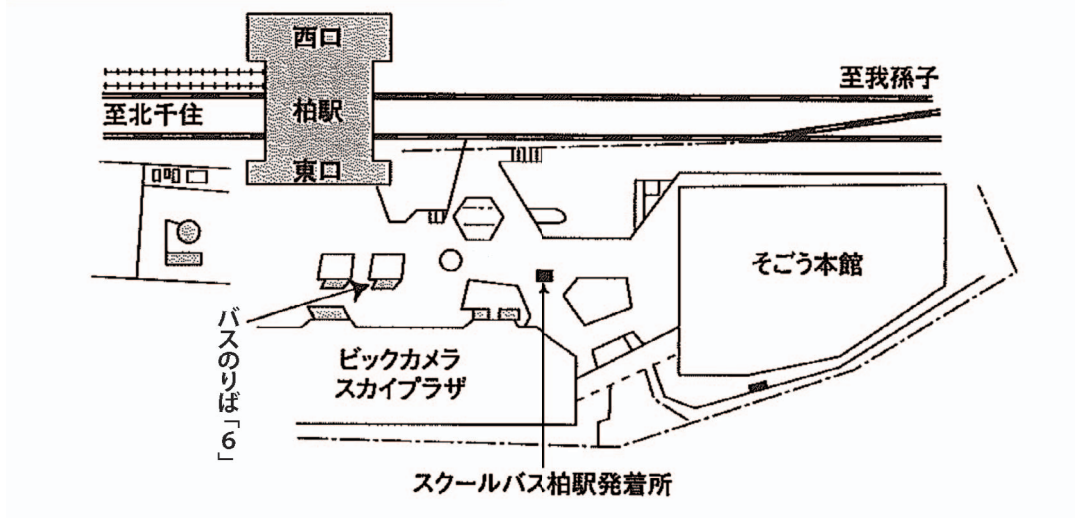 西口
至我孫子
柏駅
至北千住
東口
そごう本館
バスのりば「6」
ビックカメラ
スカイプラザ
スクールバス柏駅発着所